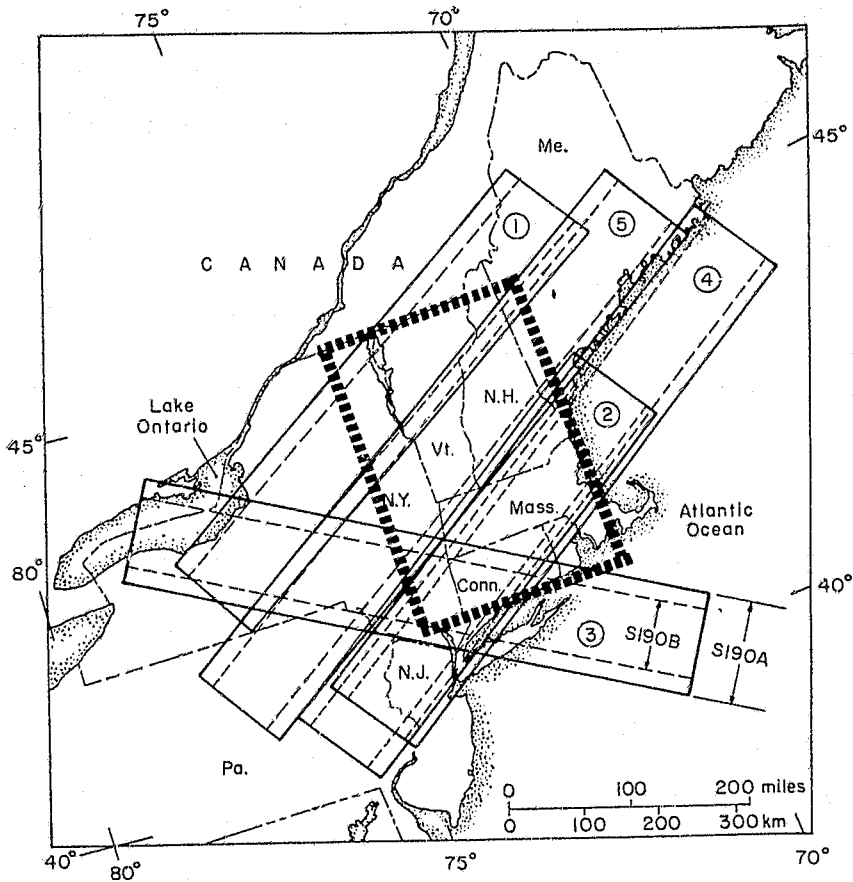 75°
70°
Me.
45°
①
⑤
CANADA
④
Lake
Ontario
N.H.
②
45°
Vt.
N.Y.
Mass.
Atlantic
Ocean
80°
Conn.
40°
③
S190B
S190A
N.J.
Pa.
0 100 200 miles
0 100 200 300 km
40°
80°
75°
70°